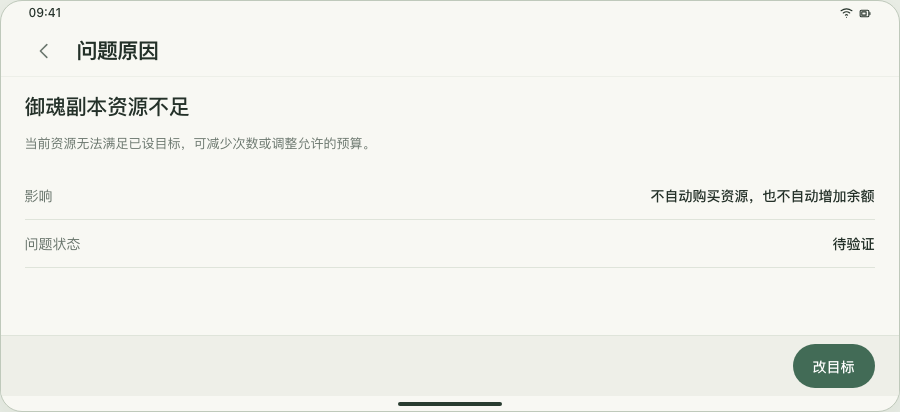 09:41
问题原因
御魂副本资源不足
当前资源无法满足已设目标，可减少次数或调整允许的预算。
影响
不自动购买资源，也不自动增加余额
问题状态
待验证
改目标